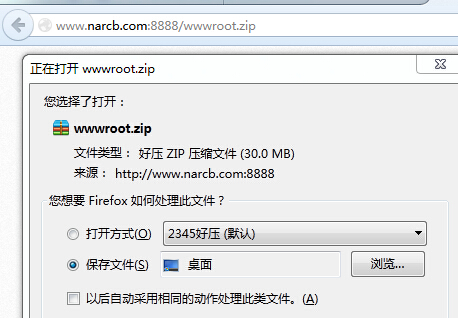 www.narcb.com:8888/wwwroot.zip
正在打开 wwwroot.zip
您选择了打开：
wwwroot.zip
文件类型： 好压 ZIP 压缩文件 (30.0 MB)
来源： http://www.narcb.com:8888
您想要 Firefox 如何处理此文件？
打开方式(O) 2345好压 (默认)
保存文件(S) 桌面 浏览...
以后自动采用相同的动作处理此类文件。(A)